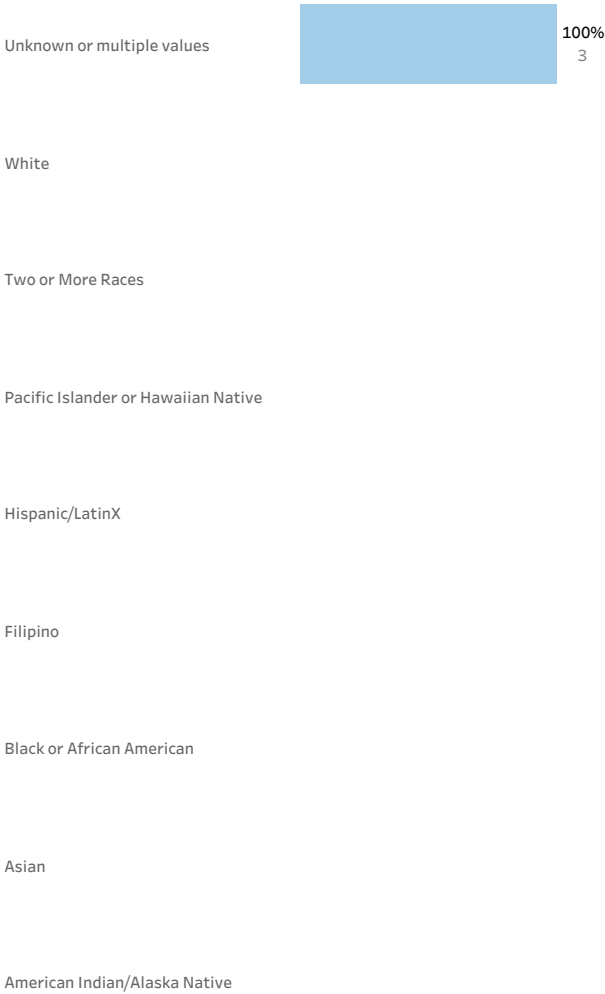 Unknown or multiple values
100%
3
White
Two or More Races
Pacific Islander or Hawaiian Native
Hispanic/LatinX
Filipino
Black or African American
Asian
American Indian/Alaska Native